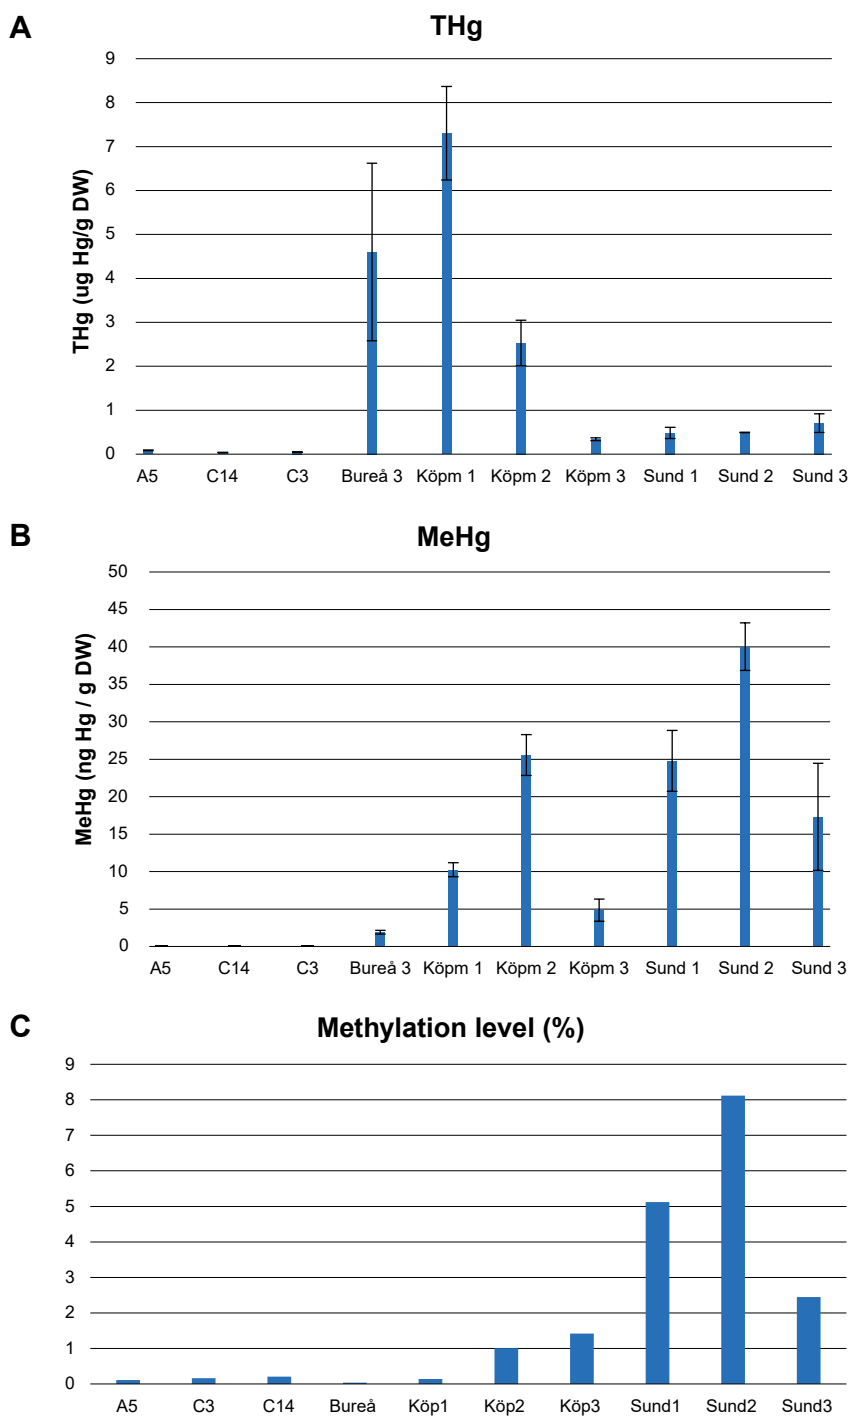 A
THg
THg (ug Hg/g DW)
9
8
7
6
5
4
3
2
1
0
A5 C14 C3 Bureå 3 Köpm 1 Köpm 2 Köpm 3 Sund 1 Sund 2 Sund 3
B
MeHg
MeHg (ng Hg / g DW)
50
45
40
35
30
25
20
15
10
5
0
A5 C14 C3 Bureå 3 Köpm 1 Köpm 2 Köpm 3 Sund 1 Sund 2 Sund 3
C
Methylation level (%)
9
8
7
6
5
4
3
2
1
0
A5 C3 C14 Bureå Köp1 Köp2 Köp3 Sund1 Sund2 Sund3